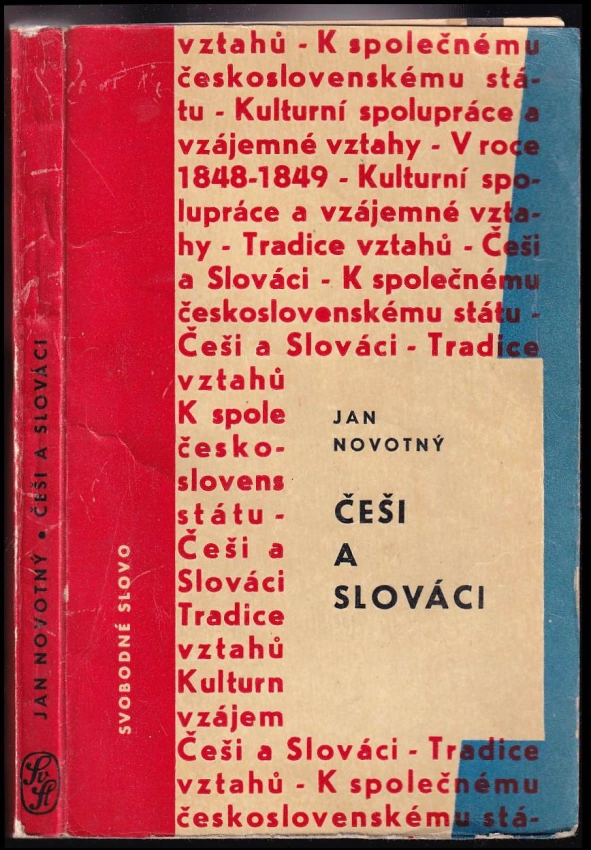 vztahů - K společnému
československému stá-
tu - Kulturní spolupráce a
vzájemné vztahy - V roce
1848-1849 - Kulturní spo-
lupráce a vzájemné vzta-
hy - Tradice vztahů - Češi
a Slováci - K společnému
československému státu -
Češi a Slováci - Tradice
vztahů
K spole
česko-
slovens
státu -
Češi a
Slováci
Tradice
vztahů
Kulturn
vzájem
Češi a Slováci - Tradice
vztahů - K společnému
československému stá-
JAN
NOVOTNÝ
ČEŠI
A
SLOVÁCI
SVOBODNÉ SLOVO
JAN NOVOTNÝ • ČEŠI A SLOVÁCI